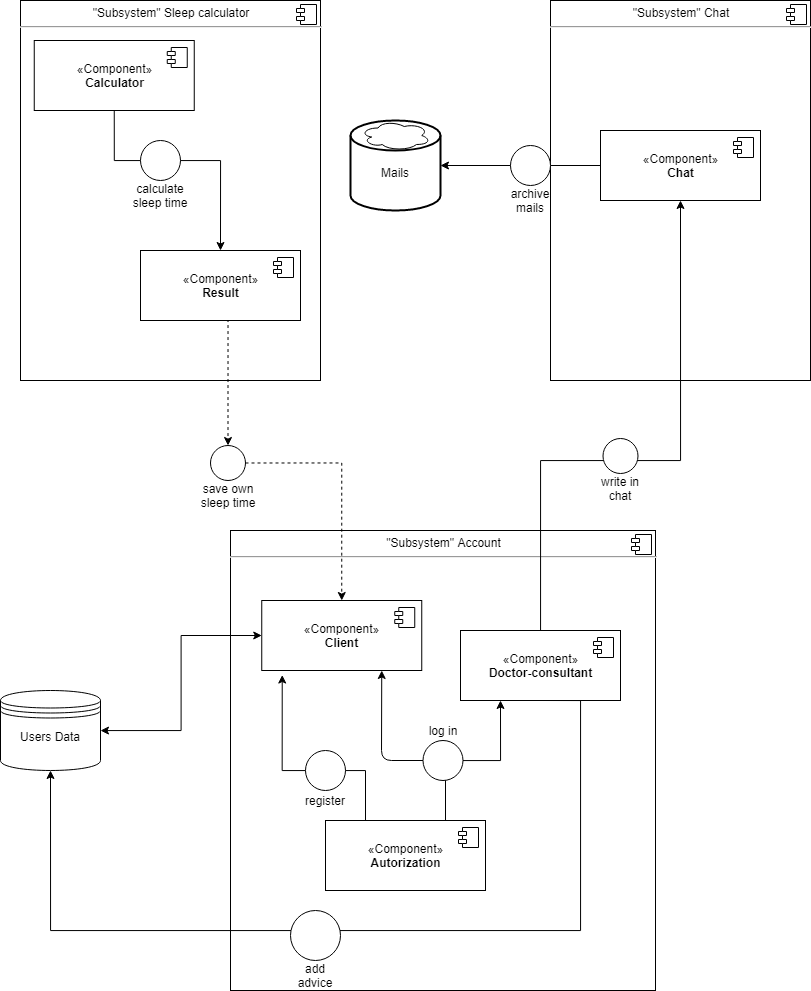 "Subsystem" Sleep calculator
"Subsystem" Chat
«Component»
Calculator
Mails
«Component»
Chat
calculate
sleep time
archive
mails
«Component»
Result
save own
sleep time
write in
chat
"Subsystem" Account
«Component»
Client
«Component»
Doctor-consultant
Users Data
log in
register
«Component»
Autorization
add
advice